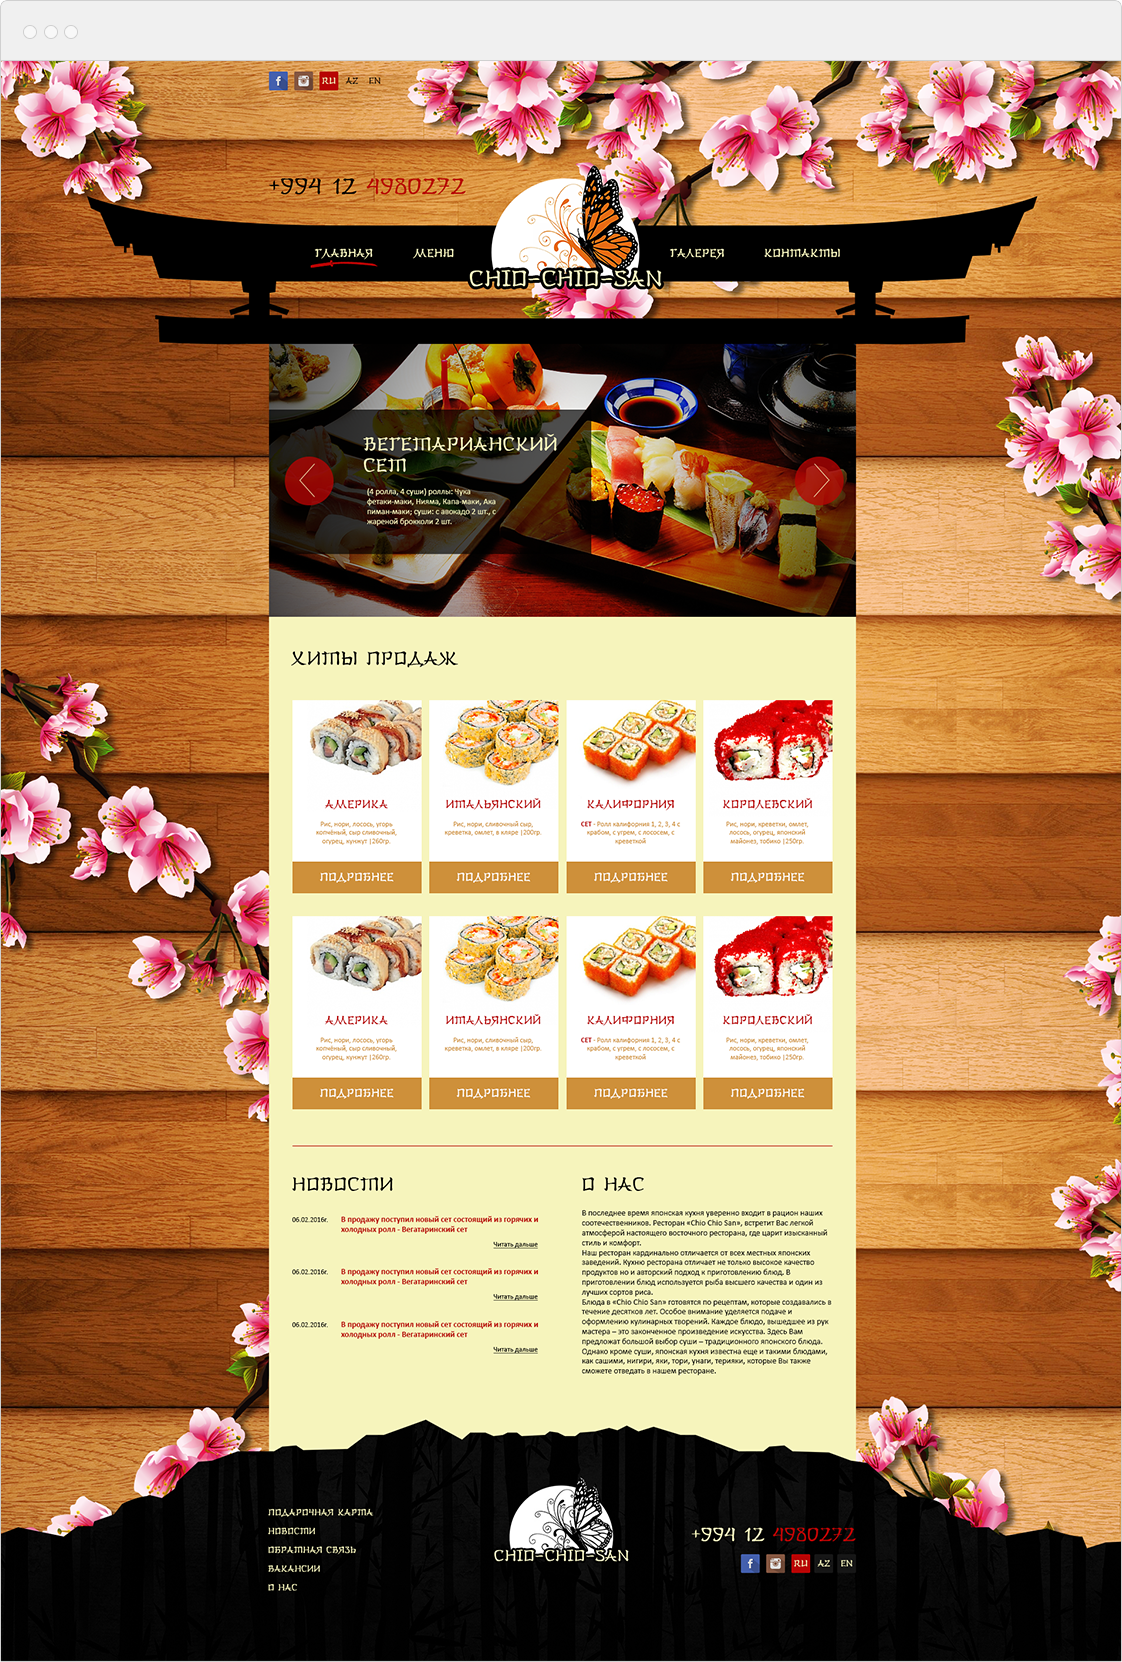 f RU AZ EN
+994 12 4980272
ГЛАВНАЯ МЕНЮ ГАЛЕРЕЯ КОНТАКТЫ
CHIO-CHIO-SAN
ВЕГЕТАРИАНСКИЙ
СЕТ
(4 ролла, 4 суши) роллы: Чука
фетаки-маки, Нияма, Капа-маки, Ака
пиман-маки; суши: с авокадо 2 шт., с
жареной брокколи 2 шт.
ХИТЫ ПРОДАЖ
АМЕРИКА
Рис, нори, лосось, угорь
копчёный, сыр сливочный,
огурец, кунжут |260гр.
ПОДРОБНЕЕ
ИТАЛЬЯНСКИЙ
Рис, нори, сливочный сыр,
креветка, омлет, в кляре |200гр.
ПОДРОБНЕЕ
КАЛИФОРНИЯ
СЕТ - Ролл калифорния 1, 2, 3, 4 с
крабом, с угрем, с лососем, с
креветкой
ПОДРОБНЕЕ
КОРОЛЕВСКИЙ
Рис, нори, креветки, омлет,
лосось, огурец, японский
майонез, тобико |250гр.
ПОДРОБНЕЕ
АМЕРИКА
Рис, нори, лосось, угорь
копчёный, сыр сливочный,
огурец, кунжут |260гр.
ПОДРОБНЕЕ
ИТАЛЬЯНСКИЙ
Рис, нори, сливочный сыр,
креветка, омлет, в кляре |200гр.
ПОДРОБНЕЕ
КАЛИФОРНИЯ
СЕТ - Ролл калифорния 1, 2, 3, 4 с
крабом, с угрем, с лососем, с
креветкой
ПОДРОБНЕЕ
КОРОЛЕВСКИЙ
Рис, нори, креветки, омлет,
лосось, огурец, японский
майонез, тобико |250гр.
ПОДРОБНЕЕ
НОВОСТИ
06.02.2016г. В продажу поступил новый сет состоящий из горячих и
холодных ролл - Вегатаринский сет
Читать дальше
06.02.2016г. В продажу поступил новый сет состоящий из горячих и
холодных ролл - Вегатаринский сет
Читать дальше
06.02.2016г. В продажу поступил новый сет состоящий из горячих и
холодных ролл - Вегатаринский сет
Читать дальше
О НАС
В последнее время японская кухня уверенно входит в рацион наших
соотечественников. Ресторан «Chio Chio San», встретит Вас легкой
атмосферой настоящего восточного ресторана, где царит изысканный
стиль и комфорт.
Наш ресторан кардинально отличается от всех местных японских
заведений. Кухню ресторана отличает не только высокое качество
продуктов но и авторский подход к приготовлению блюд. В
приготовлении блюд используется рыба высшего качества и один из
лучших сортов риса.
Блюда в «Chio Chio San» готовятся по рецептам, которые создавались в
течение десятков лет. Особое внимание уделяется подаче и
оформлению кулинарных творений. Каждое блюдо, вышедшее из рук
мастера – это законченное произведение искусства. Здесь Вам
предложат большой выбор суши – традиционного японского блюда.
Однако кроме суши, японская кухня известна еще и такими блюдами,
как сашими, нигири, яки, тори, унаги, терияки, которые Вы также
сможете отведать в нашем ресторане.
ПОДАРОЧНАЯ КАРТА
НОВОСТИ
ОБРАТНАЯ СВЯЗЬ
ВАКАНСИИ
О НАС
CHIO-CHIO-SAN
+994 12 4980272
f RU AZ EN